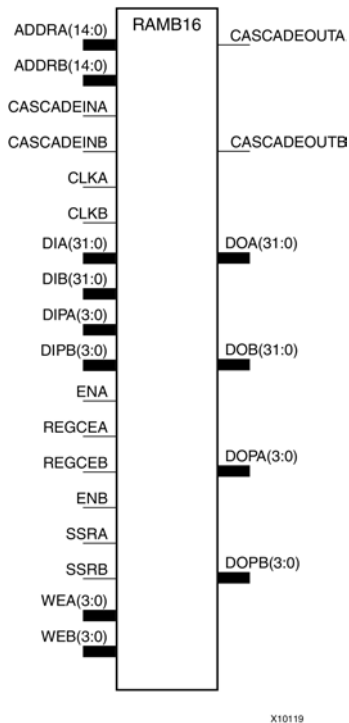 RAMB16
ADDRA(14:0)
CASCADEOUTA
ADDRB(14:0)
CASCADEINA
CASCADEINB
CASCADEOUTB
CLKA
CLKB
DIA(31:0)
DOA(31:0)
DIB(31:0)
DIPA(3:0)
DIPB(3:0)
DOB(31:0)
ENA
REGCEA
REGCEB
DOPA(3:0)
ENB
SSRA
SSRB
DOPB(3:0)
WEA(3:0)
WEB(3:0)
X10119